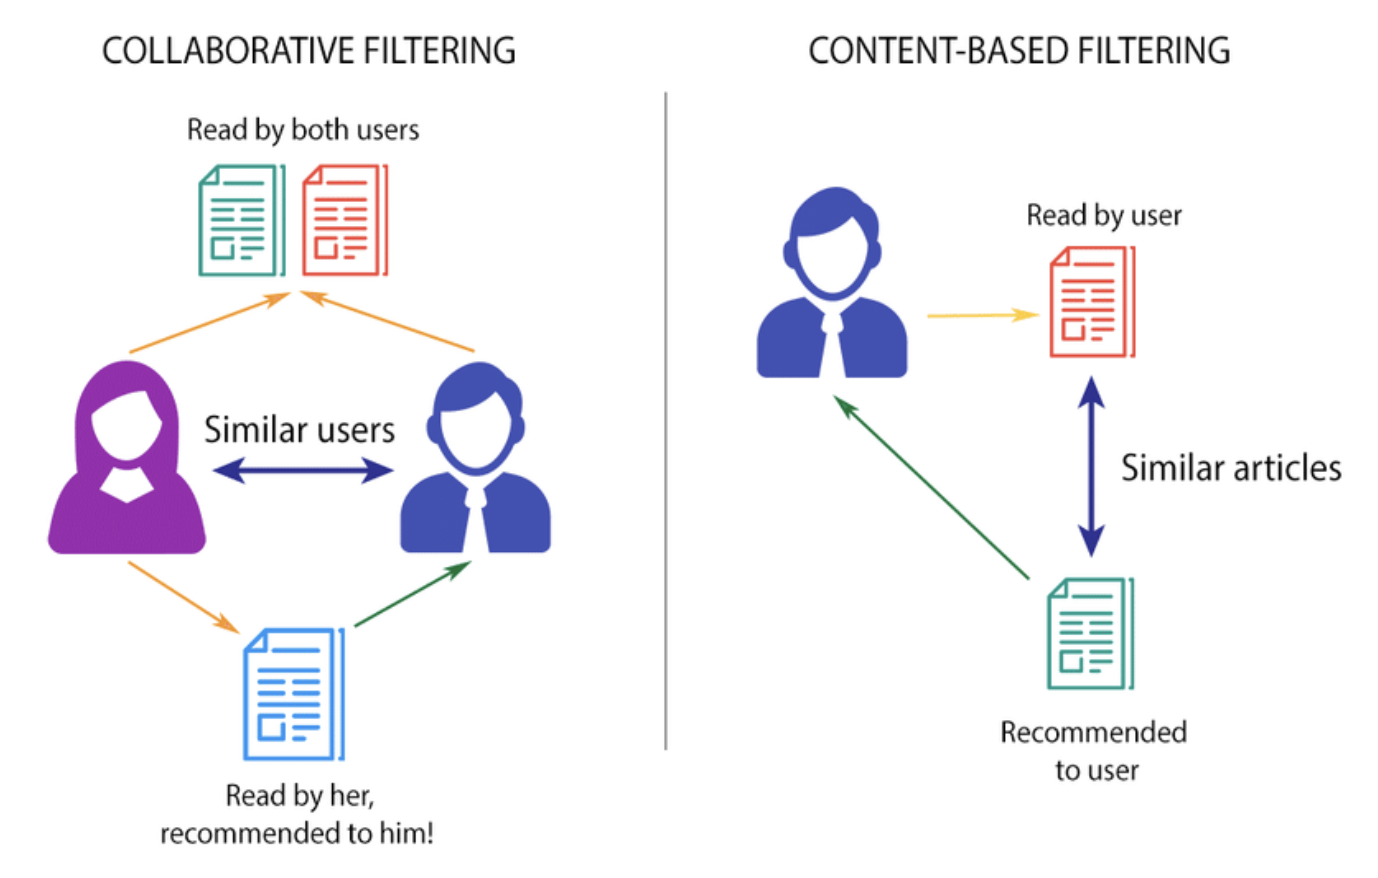 COLLABORATIVE FILTERING
Read by both users
Similar users
Read by her,
recommended to him!
CONTENT-BASED FILTERING
Read by user
Similar articles
Recommended
to user